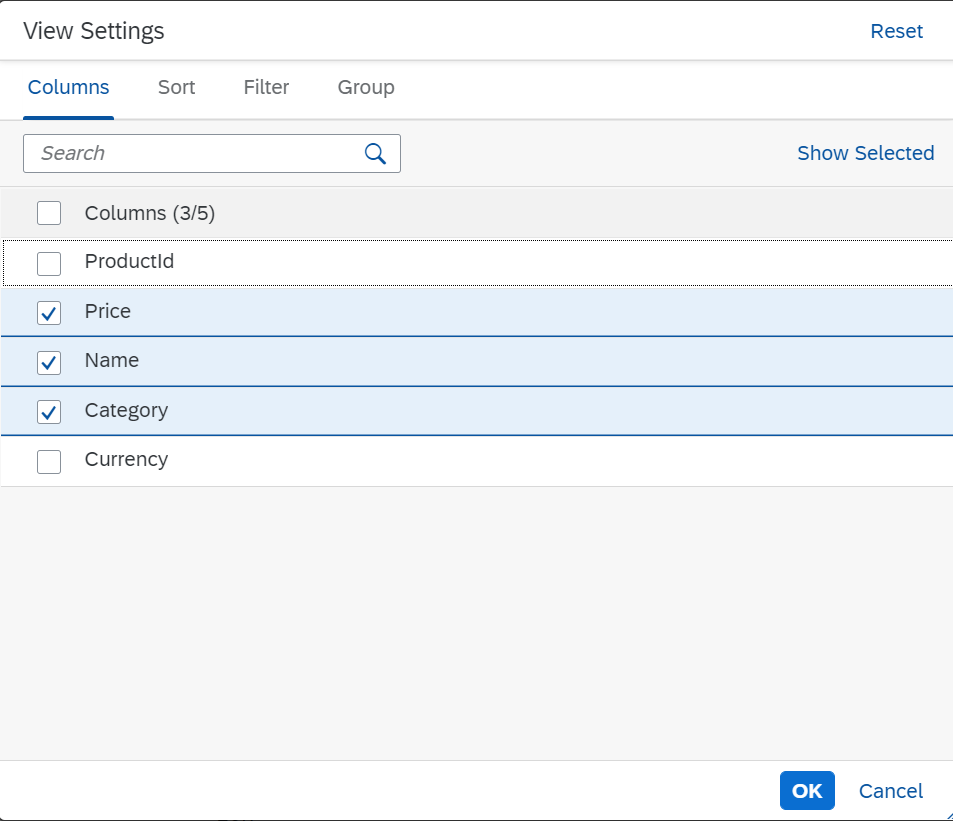 View Settings Reset
Columns Sort Filter Group
Search Show Selected
Columns (3/5)
ProductId
Price
Name
Category
Currency
OK Cancel